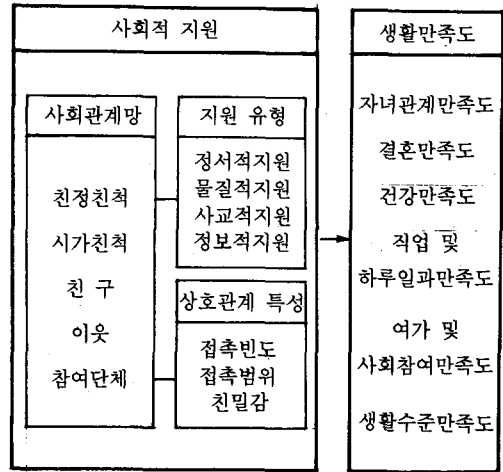 사회적 지원
사회관계망
친정친척
시가친척
친 구
이웃
참여단체
지원 유형
정서적지원
물질적지원
사교적지원
정보적지원
상호관계 특성
접촉빈도
접촉범위
친밀감
생활만족도
자녀관계만족도
결혼만족도
건강만족도
직업 및
하루일과만족도
여가 및
사회참여만족도
생활수준만족도